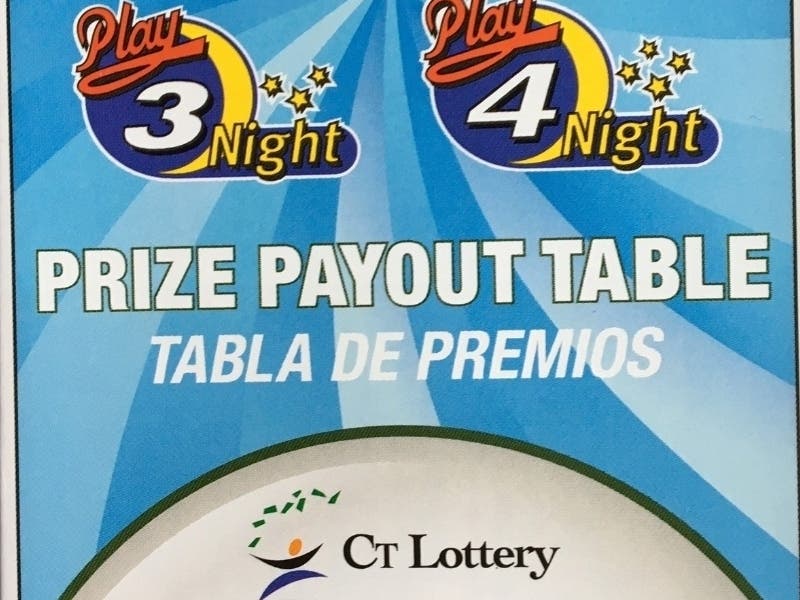 Play 3 Night
Play 4 Night
PRIZE PAYOUT TABLE
TABLA DE PREMIOS
CT Lottery